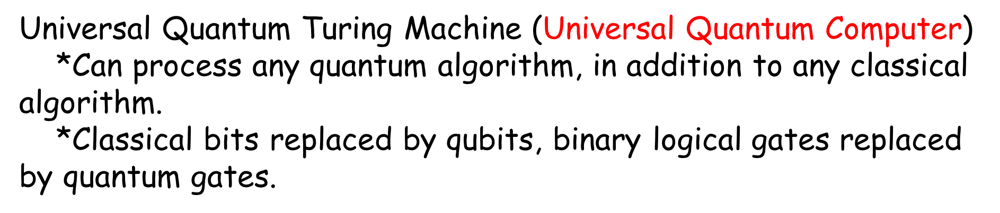 Universal Quantum Turing Machine (Universal Quantum Computer)
*Can process any quantum algorithm, in addition to any classical
algorithm.
*Classical bits replaced by qubits, binary logical gates replaced
by quantum gates.